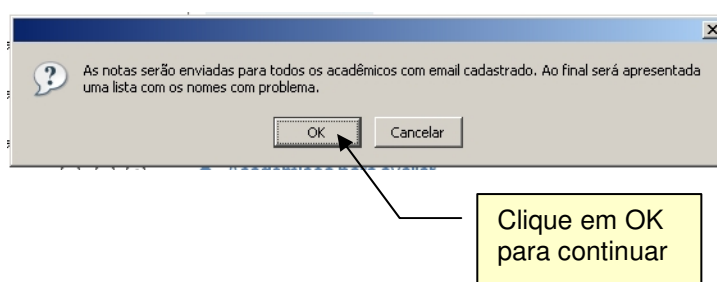 As notas serão enviadas para todos os acadêmicos com email cadastrado. Ao final será apresentada
uma lista com os nomes com problema.
OK Cancelar
Clique em OK
para continuar